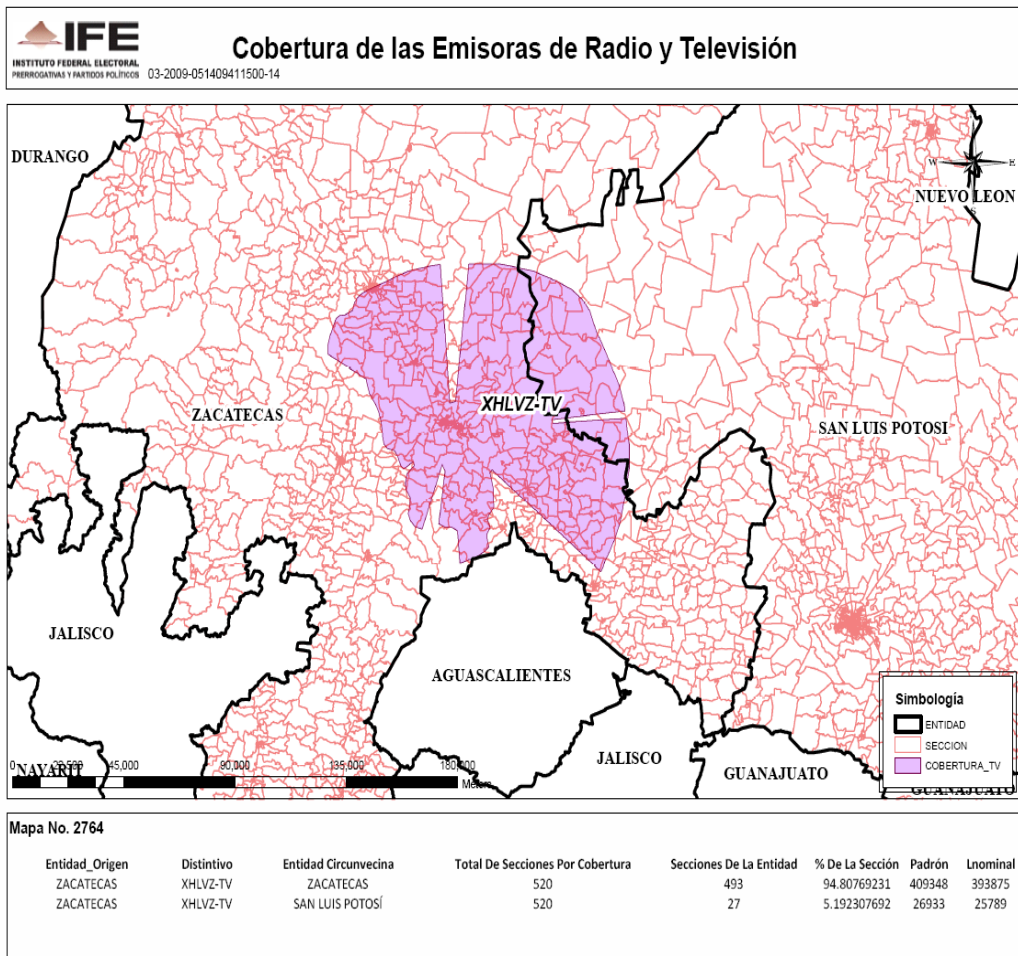 IFE
INSTITUTO FEDERAL ELECTORAL
PRERROGATIVAS Y PARTIDOS POLÍTICOS
03-2009-051409411500-14
Cobertura de las Emisoras de Radio y Televisión
DURANGO
W E
S
NUEVO LEON
ZACATECAS
XHLVZ-TV
SAN LUIS POTOSI
JALISCO
AGUASCALIENTES
JALISCO
GUANAJUATO
NAYARIT
GUANAJUATO
0 22,500 45,000 90,000 135,000 180,000
Meters
Simbología
ENTIDAD
SECCION
COBERTURA_TV
Mapa No. 2764
Entidad_Origen Distintivo Entidad Circunvecina Total De Secciones Por Cobertura Secciones De La Entidad % De La Sección Padrón Lnominal
ZACATECAS XHLVZ-TV ZACATECAS 520 493 94.80769231 409348 393875
ZACATECAS XHLVZ-TV SAN LUIS POTOSÍ 520 27 5.192307692 26933 25789